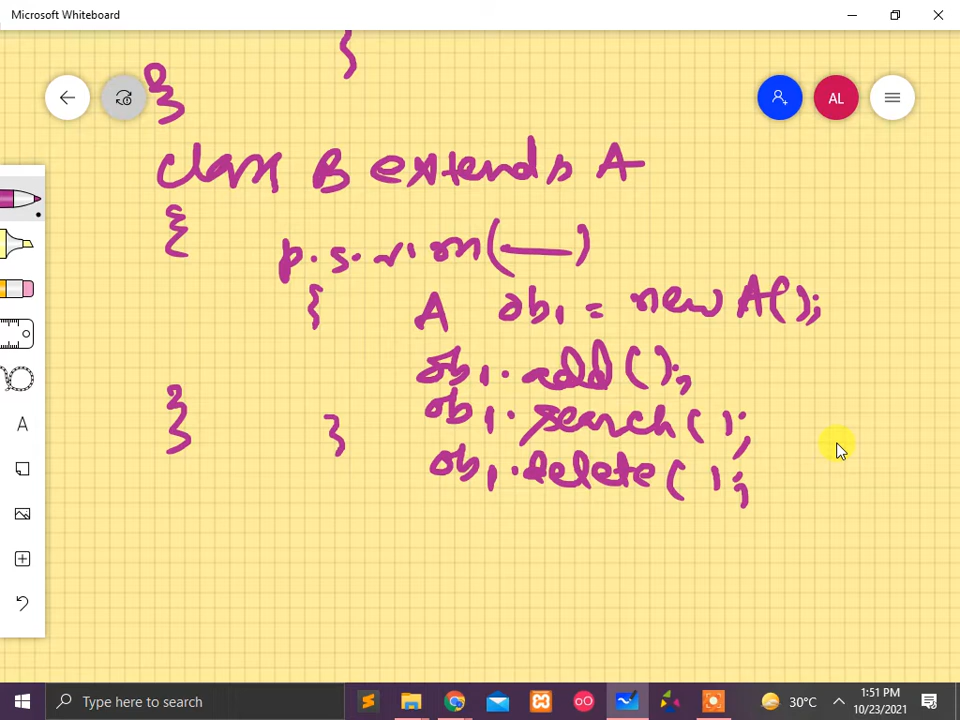 Microsoft Whiteboard
AL
}
}
class B extends A
{
p.s.v.m(—)
{ A ob1 = new A();
ob1.add();
} } ob1.search();
ob1.delete();
A
Type here to search
30°C
1:51 PM
10/23/2021